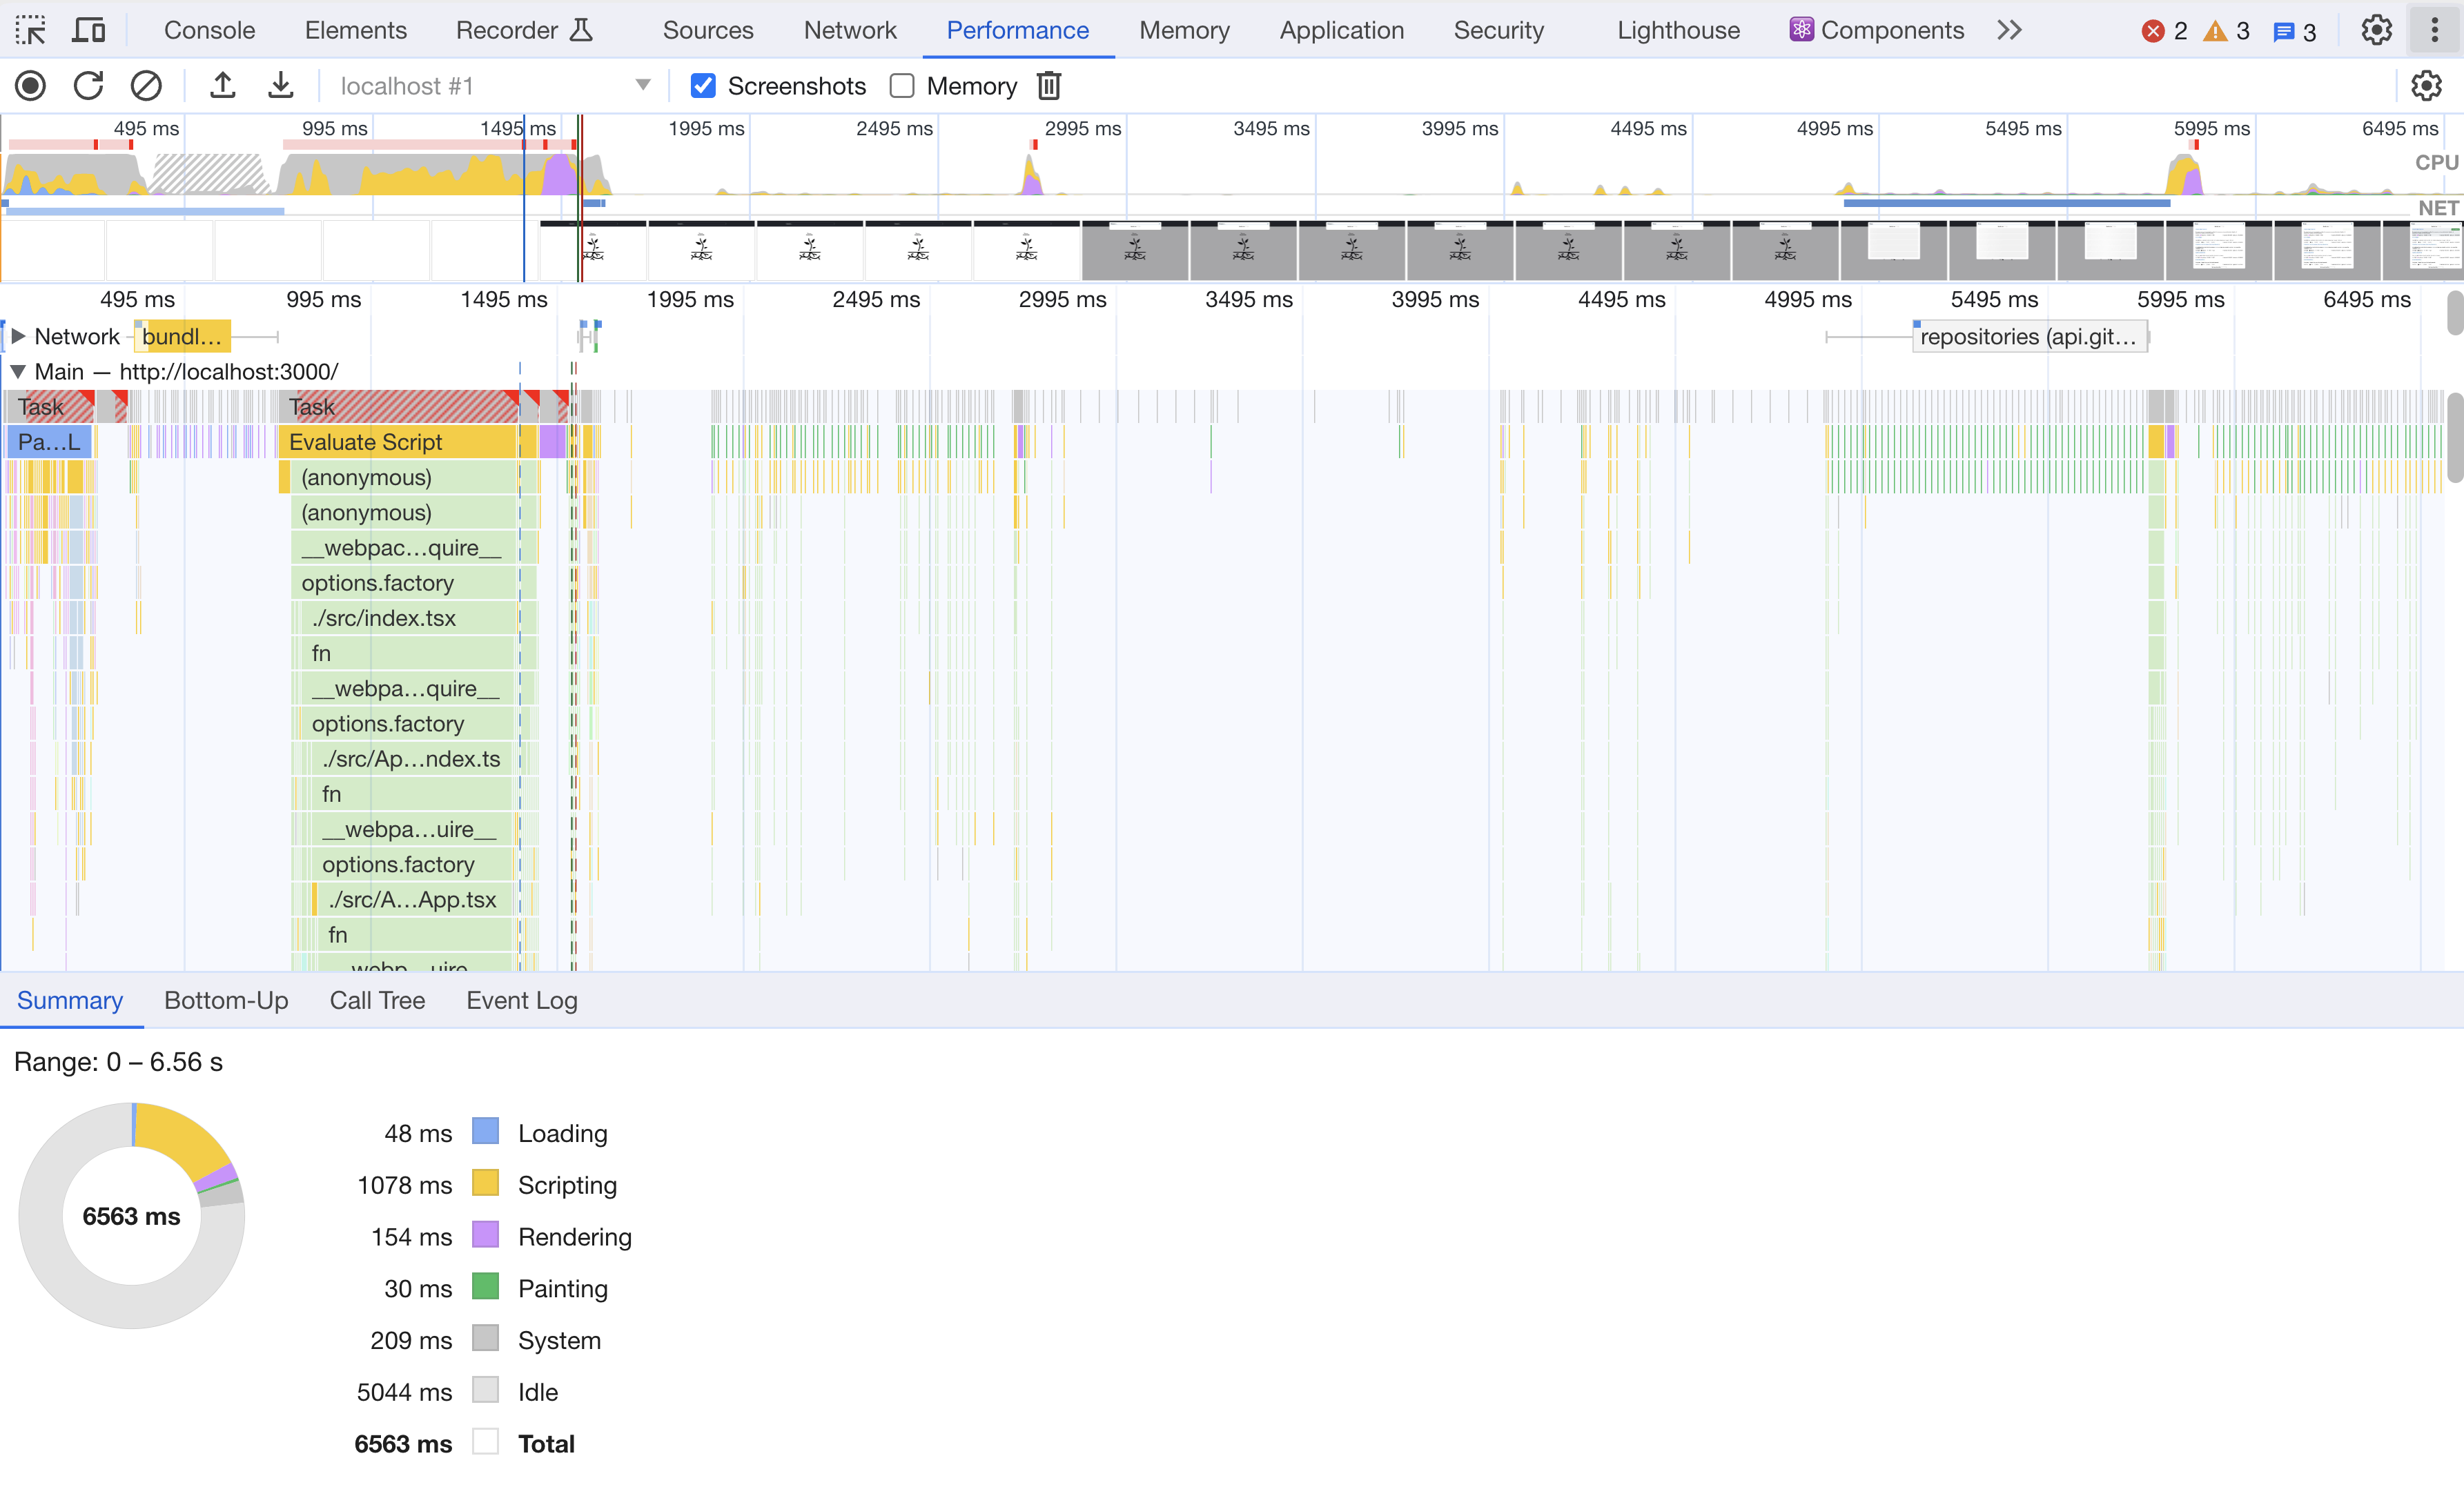 Console Elements Recorder Sources Network Performance Memory Application Security Lighthouse Components 2 3 3
localhost #1 Screenshots Memory
495 ms 995 ms 1495 ms 1995 ms 2495 ms 2995 ms 3495 ms 3995 ms 4495 ms 4995 ms 5495 ms 5995 ms 6495 ms
CPU
NET
495 ms 995 ms 1495 ms 1995 ms 2495 ms 2995 ms 3495 ms 3995 ms 4495 ms 4995 ms 5495 ms 5995 ms 6495 ms
Network bundl… repositories (api.git…
Main — http://localhost:3000/
Task Task
Pa…L Evaluate Script
(anonymous)
(anonymous)
__webpac…quire__
options.factory
./src/index.tsx
fn
__webpa…quire__
options.factory
./src/Ap…ndex.ts
fn
__webpa…uire__
options.factory
./src/A…App.tsx
fn
Summary Bottom-Up Call Tree Event Log
Range: 0 – 6.56 s
6563 ms
48 ms Loading
1078 ms Scripting
154 ms Rendering
30 ms Painting
209 ms System
5044 ms Idle
6563 ms Total